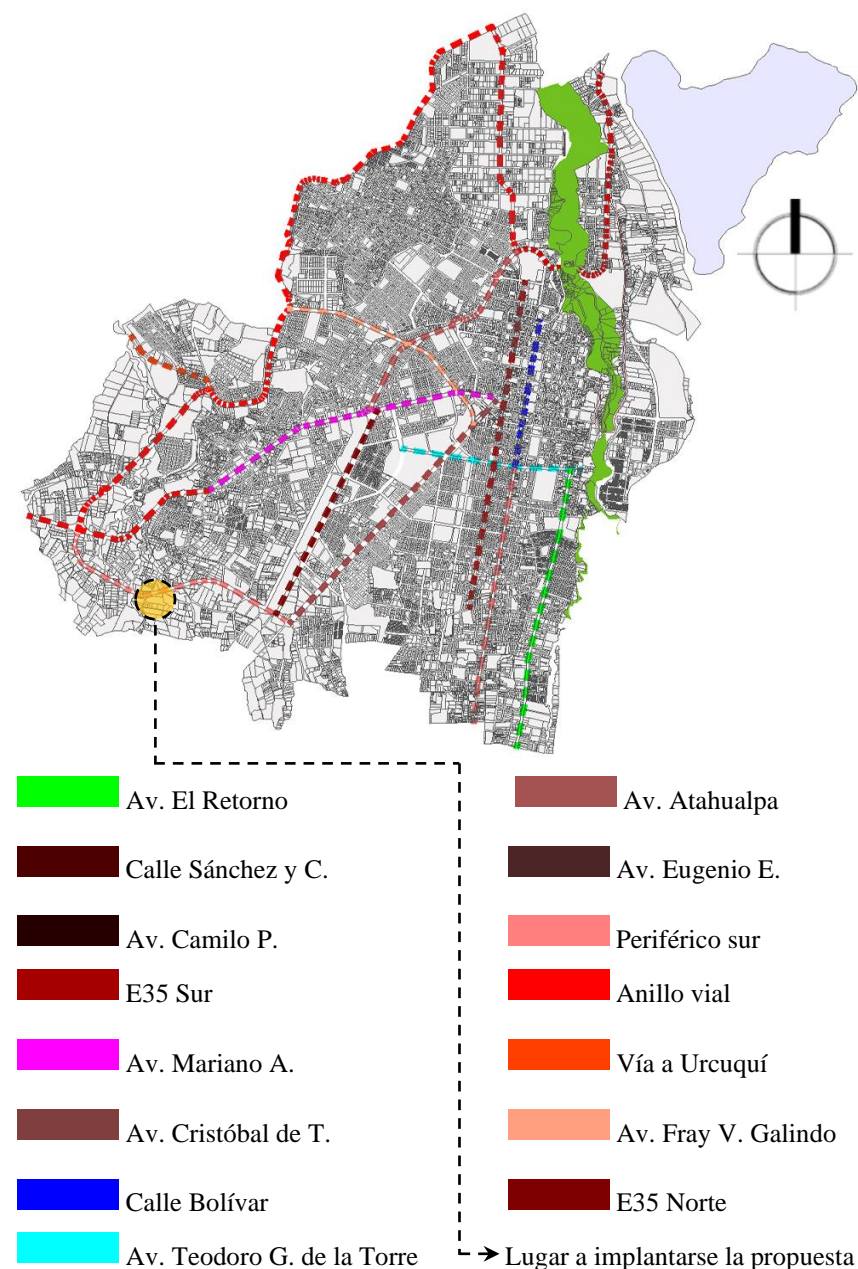 Av. El Retorno
Av. Atahualpa
Calle Sánchez y C.
Av. Eugenio E.
Av. Camilo P.
Periférico sur
E35 Sur
Anillo vial
Av. Mariano A.
Vía a Urcuquí
Av. Cristóbal de T.
Av. Fray V. Galindo
Calle Bolívar
E35 Norte
Av. Teodoro G. de la Torre
Lugar a implantarse la propuesta